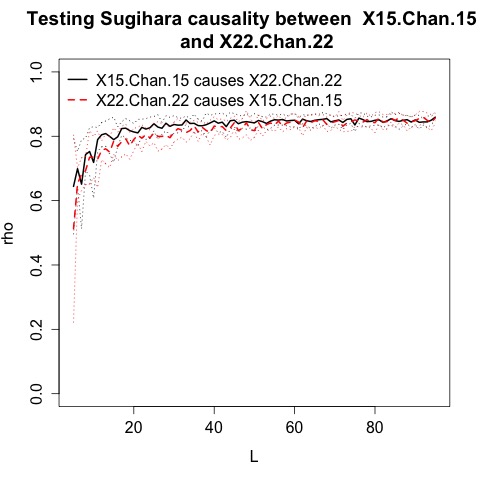 Testing Sugihara causality between X15.Chan.15
and X22.Chan.22
X15.Chan.15 causes X22.Chan.22
X22.Chan.22 causes X15.Chan.15
1.0
0.8
0.6
0.4
0.2
0.0
rho
20 40 60 80
L